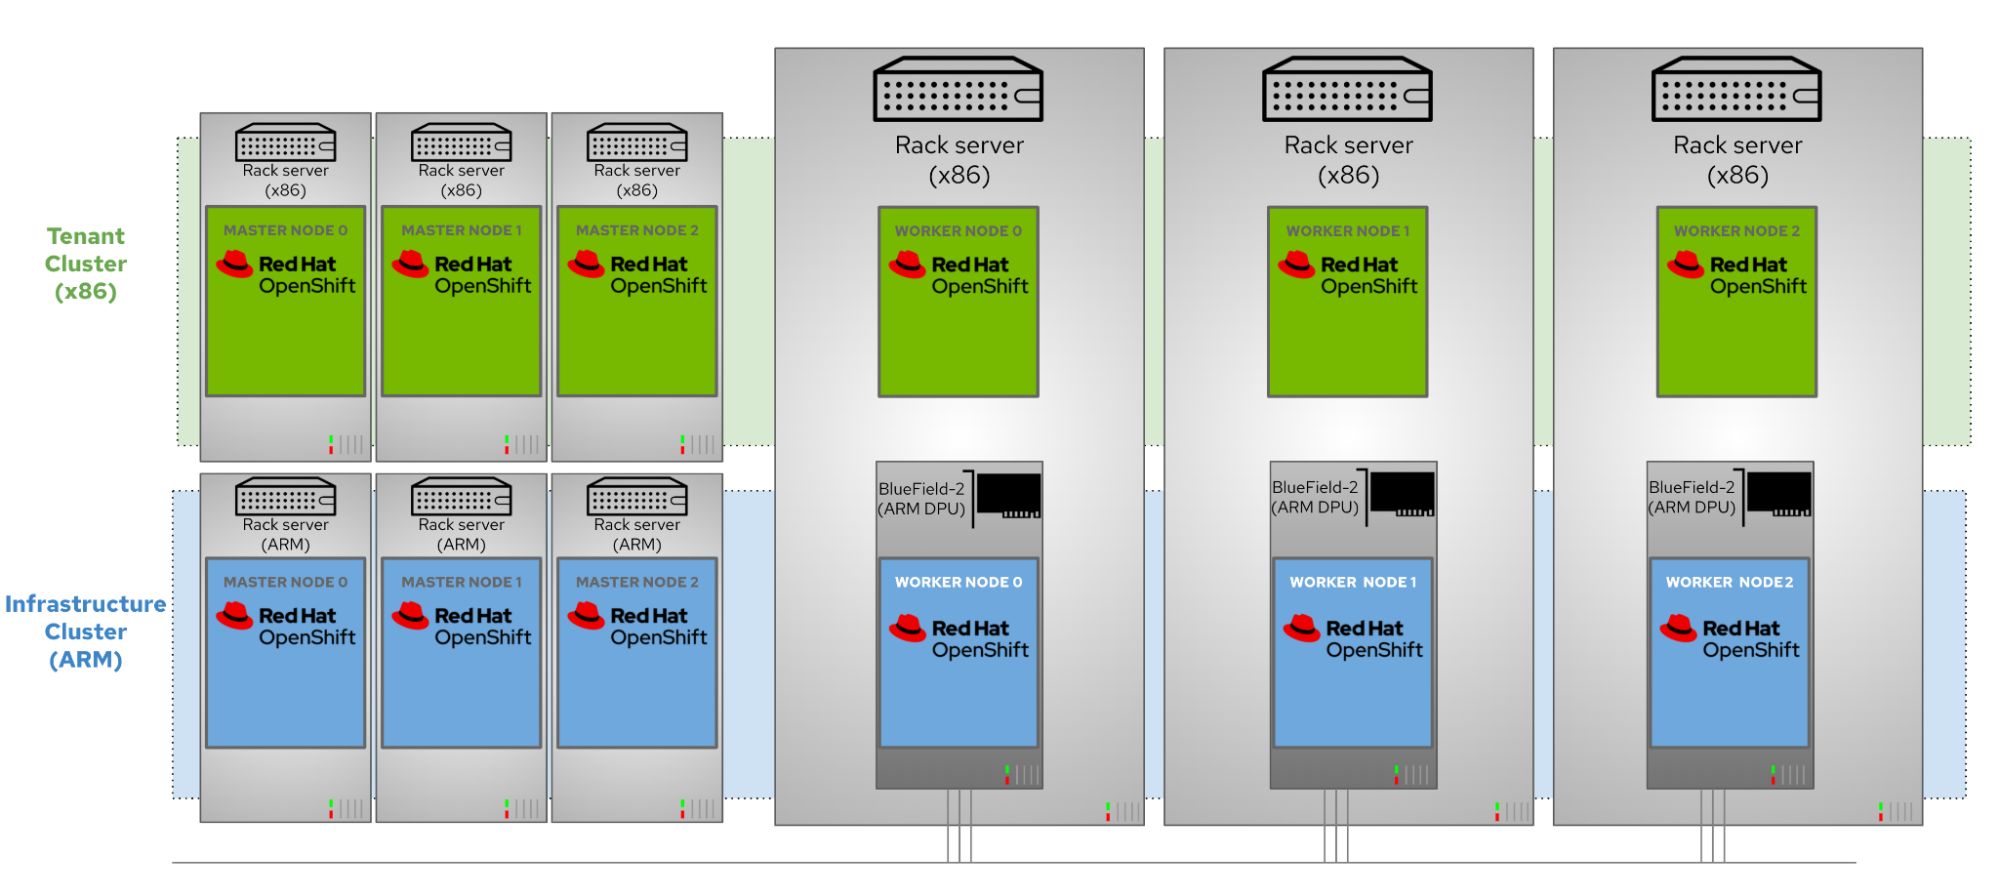 Tenant
Cluster
(x86)
Rack server
(x86)
MASTER NODE 0
Red Hat
OpenShift
Rack server
(x86)
MASTER NODE 1
Red Hat
OpenShift
Rack server
(x86)
MASTER NODE 2
Red Hat
OpenShift
Rack server
(x86)
WORKER NODE 0
Red Hat
OpenShift
Rack server
(x86)
WORKER NODE 1
Red Hat
OpenShift
Rack server
(x86)
WORKER NODE 2
Red Hat
OpenShift
Infrastructure
Cluster
(ARM)
Rack server
(ARM)
MASTER NODE 0
Red Hat
OpenShift
Rack server
(ARM)
MASTER NODE 1
Red Hat
OpenShift
Rack server
(ARM)
MASTER NODE 2
Red Hat
OpenShift
BlueField-2
(ARM DPU)
WORKER NODE 0
Red Hat
OpenShift
BlueField-2
(ARM DPU)
WORKER NODE 1
Red Hat
OpenShift
BlueField-2
(ARM DPU)
WORKER NODE2
Red Hat
OpenShift